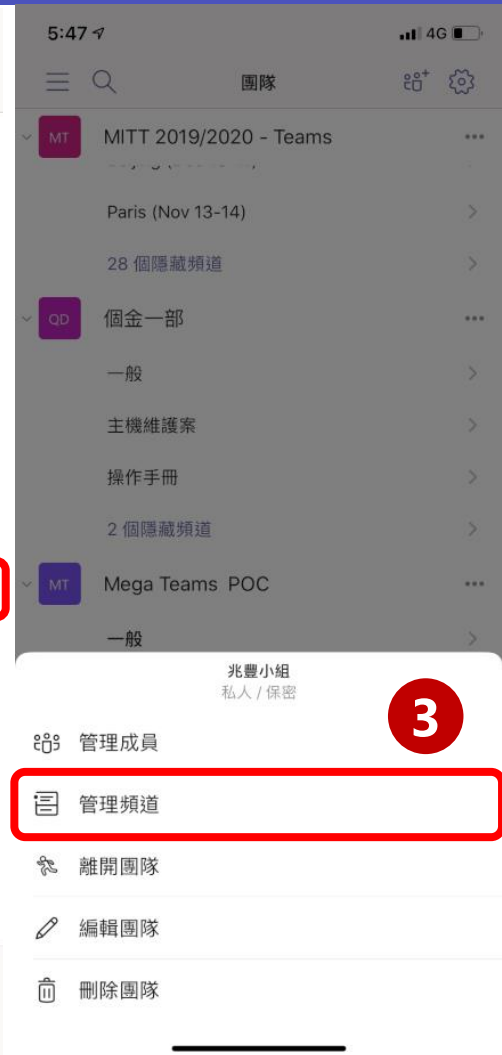 5:47
4G
團隊
MT MITT 2019/2020 - Teams
Paris (Nov 13-14)
28 個隱藏頻道
QD 個金一部
一般
主機維護案
操作手冊
2 個隱藏頻道
MT Mega Teams POC
一般
兆豐小組
私人 / 保密
3
管理成員
管理頻道
離開團隊
編輯團隊
刪除團隊